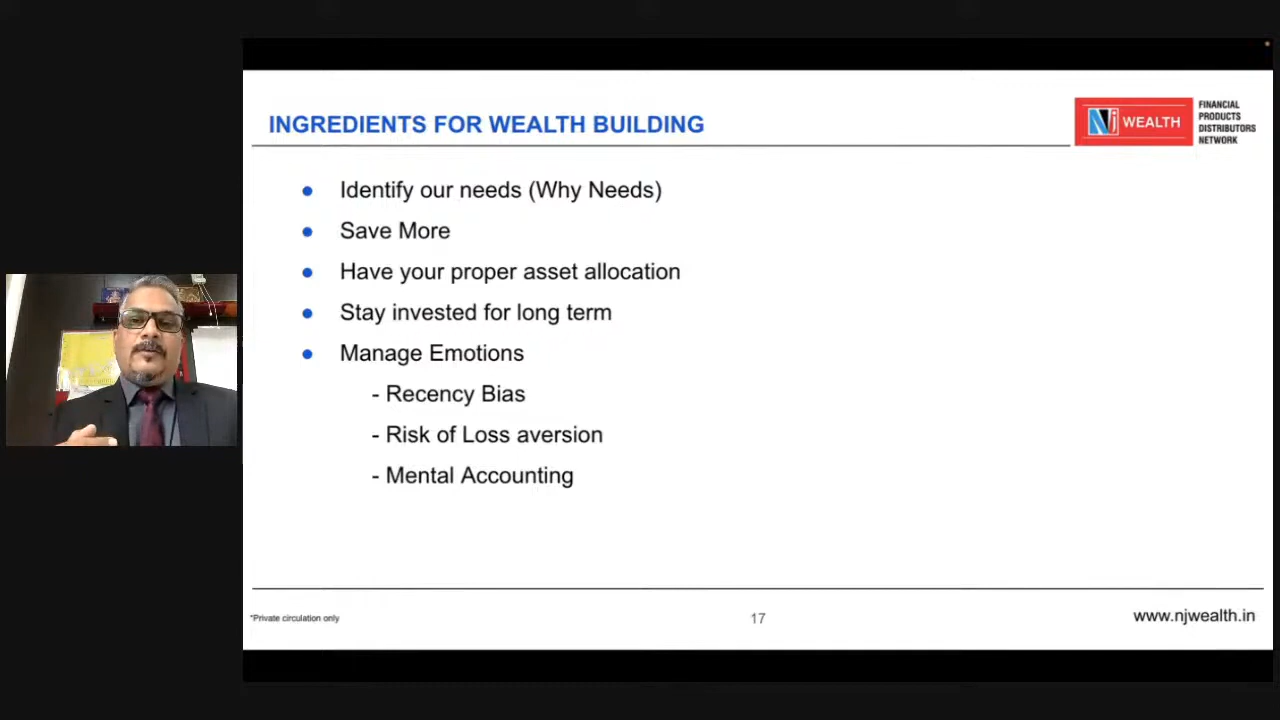 INGREDIENTS FOR WEALTH BUILDING
Nj WEALTH
FINANCIAL
PRODUCTS
DISTRIBUTORS
NETWORK
● Identify our needs (Why Needs)
● Save More
● Have your proper asset allocation
● Stay invested for long term
● Manage Emotions
- Recency Bias
- Risk of Loss aversion
- Mental Accounting
*Private circulation only
17
www.njwealth.in